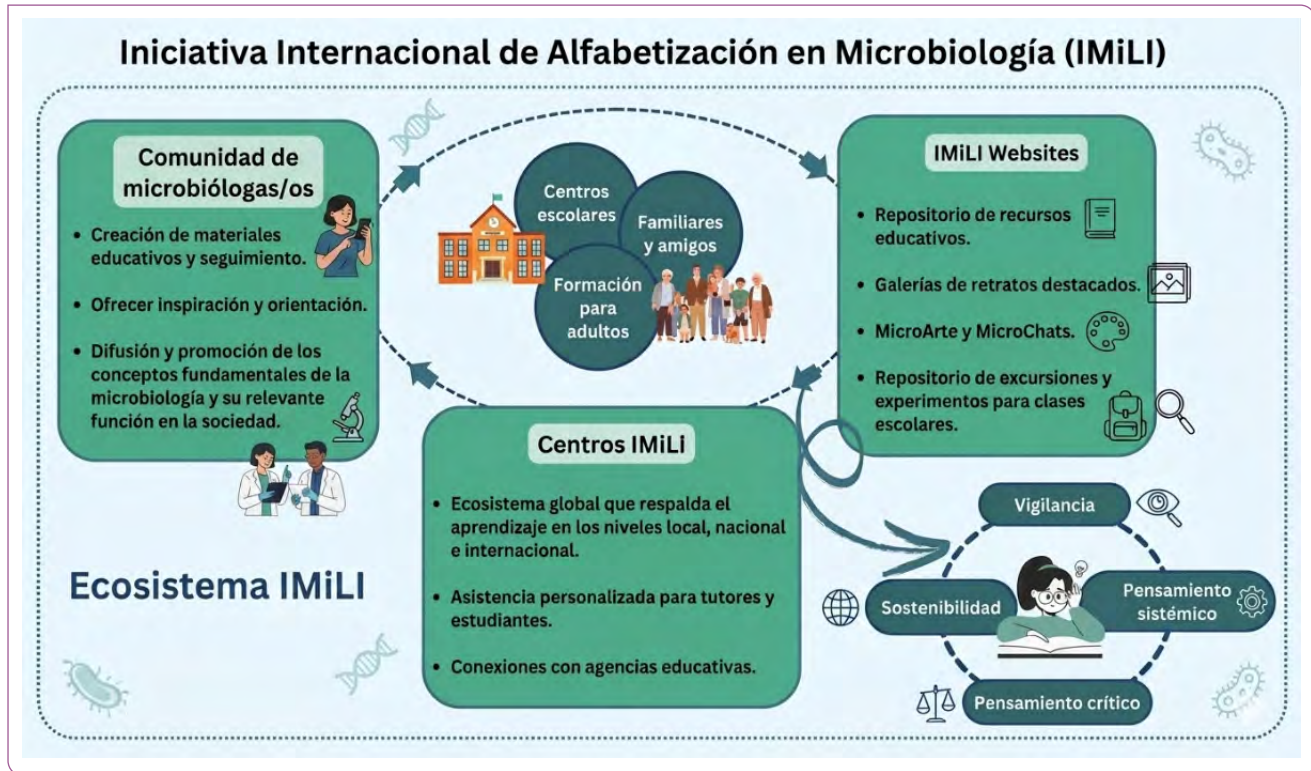 Iniciativa Internacional de Alfabetización en Microbiología (IMiLI)
Comunidad de
microbiólogas/os
• Creación de materiales
educativos y seguimiento.
• Ofrecer inspiración y orientación.
• Difusión y promoción de los
conceptos fundamentales de la
microbiología y su relevante
función en la sociedad.
Centros
escolares
Familiares
y amigos
Formación
para
adultos
IMiLI Websites
• Repositorio de recursos
educativos.
• Galerías de retratos destacados.
• MicroArte y MicroChats.
• Repositorio de excursiones y
experimentos para clases
escolares.
Centros IMiLi
• Ecosistema global que respalda el
aprendizaje en los niveles local, nacional
e internacional.
• Asistencia personalizada para tutores y
estudiantes.
• Conexiones con agencias educativas.
Ecosistema IMiLI
Vigilancia
Sostenibilidad
Pensamiento
sistémico
Pensamiento crítico